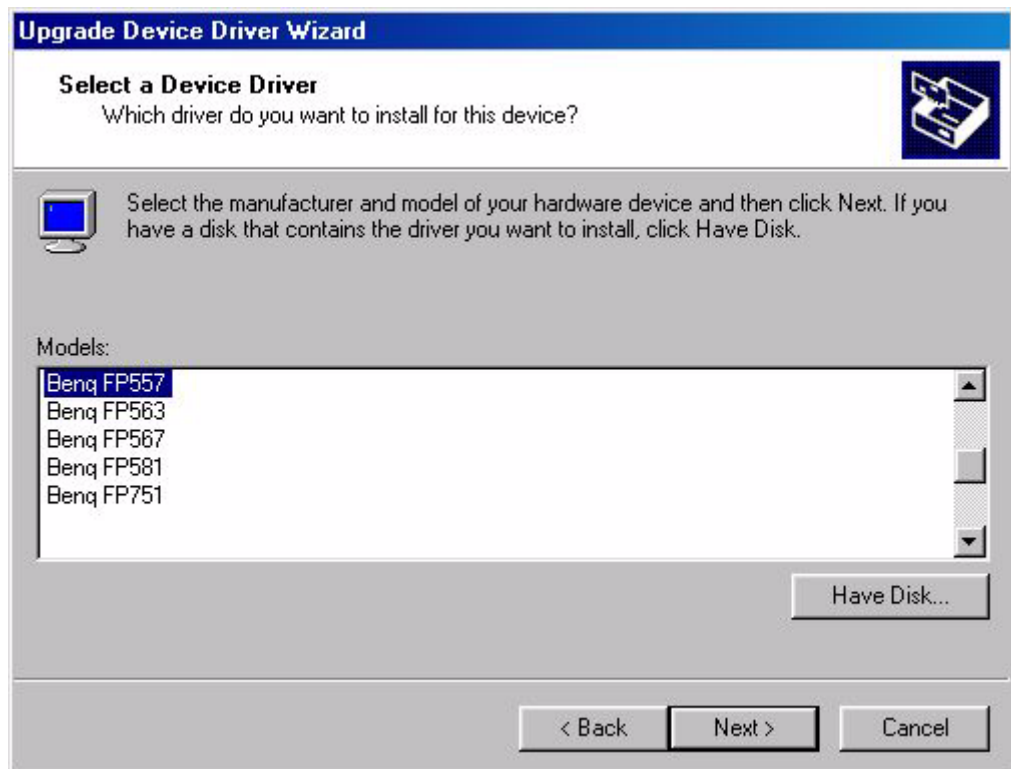 Upgrade Device Driver Wizard
Select a Device Driver
Which driver do you want to install for this device?
Select the manufacturer and model of your hardware device and then click Next. If you
have a disk that contains the driver you want to install, click Have Disk.
Models:
Benq FP557
Benq FP563
Benq FP567
Benq FP581
Benq FP751
Have Disk...
< Back
Next >
Cancel